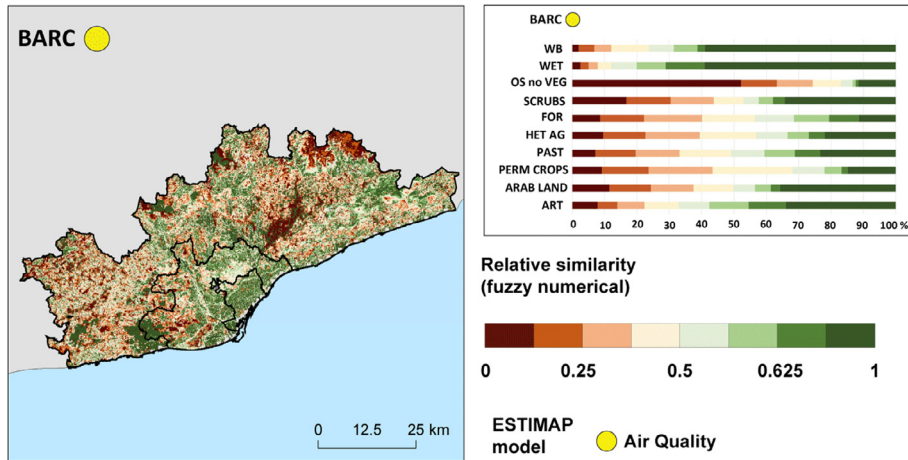 BARC
0 12.5 25 km
BARC
WB
WET
OS no VEG
SCRUBS
FOR
HET AG
PAST
PERM CROPS
ARAB LAND
ART
0 10 20 30 40 50 60 70 80 90 100 %
Relative similarity
(fuzzy numerical)
0 0.25 0.5 0.625 1
ESTIMAP
model
Air Quality